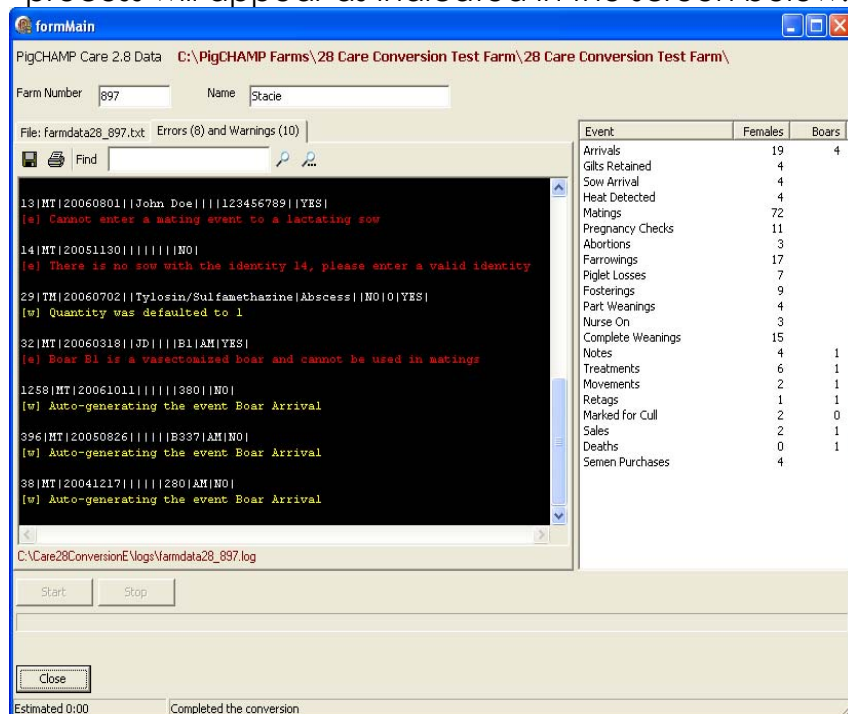 process will appear as indicated in the screen below.
formMain
PigCHAMP Care 2.8 Data C:\PigCHAMP Farms\28 Care Conversion Test Farm\28 Care Conversion Test Farm\
Farm Number 897 Name Stacie
File: farmdata28_897.txt Errors (8) and Warnings (10)
Find
13|MT|20060801||John Doe||||123456789||YES|
[e] Cannot enter a mating event to a lactating sow
14|MT|20051130||||||||NO|
[e] There is no sow with the identity 14, please enter a valid identity
29|TM|20060702||Tylosin/Sulfamethazine|Abscess||NO|0|YES|
[w] Quantity was defaulted to 1
32|MT|20060318||JD||||B1|AM|YES|
[e] Boar B1 is a vasectomized boar and cannot be used in matings
1258|MT|20061011||||||380||NO|
[w] Auto-generating the event Boar Arrival
396|MT|20050826||||||B337|AM|NO|
[w] Auto-generating the event Boar Arrival
38|MT|20041217||||||280|AM|NO|
[w] Auto-generating the event Boar Arrival
C:\Care28ConversionE\logs\farmdata28_897.log
Event Females Boars
Arrivals 19 4
Gilts Retained 4
Sow Arrival 4
Heat Detected 4
Matings 72
Pregnancy Checks 11
Abortions 3
Farrowings 17
Piglet Losses 7
Fosterings 9
Part Weanings 4
Nurse On 3
Complete Weanings 15
Notes 4 1
Treatments 6 1
Movements 2 1
Retags 1 1
Marked for Cull 2 0
Sales 2 1
Deaths 0 1
Semen Purchases 4
Start Stop
Close
Estimated 0:00 Completed the conversion